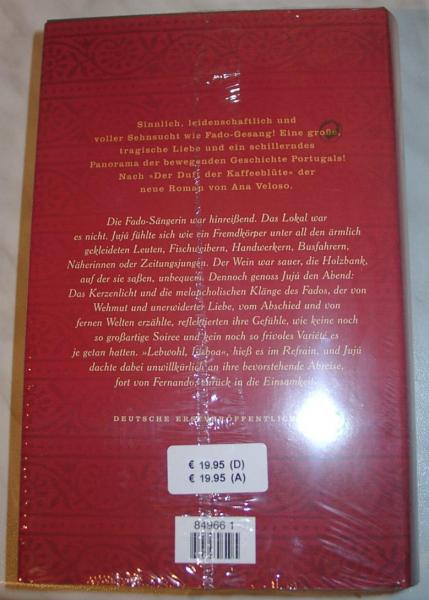 Sinnlich, leidenschaftlich und
voller Sehnsucht wie Fado-Gesang! Eine große,
tragische Liebe und ein schillerndes
Panorama der bewegenden Geschichte Portugals!
Nach »Der Duft der Kaffeeblüte« der
neue Roman von Ana Veloso.
Die Fado-Sängerin war hinreißend. Das Lokal war
es nicht. Jujú fühlte sich wie ein Fremdkörper unter all den ärmlich
gekleideten Leuten, Fischweibern, Handwerkern, Busfahrern,
Näherinnen oder Zeitungsjungen. Der Wein war sauer, die Holzbank,
auf der sie saßen, unbequem. Dennoch genoss Jujú den Abend:
Das Kerzenlicht und die melancholischen Klänge des Fados, der von
Wehmut und unerwiderter Liebe, vom Abschied und von
fernen Welten erzählte, reflektierten ihre Gefühle, wie keine noch
so großartige Soiree und kein noch so frivoles Varieté es
je getan hatten. »Lebwohl, Lisboa«, hieß es im Refrain, und Jujú
dachte dabei unwillkürlich an ihre bevorstehende Abreise,
fort von Fernando, zurück in die Einsamkeit.
DEUTSCHE
€ 19.95 (D)
€ 19.95 (A)
84966 1